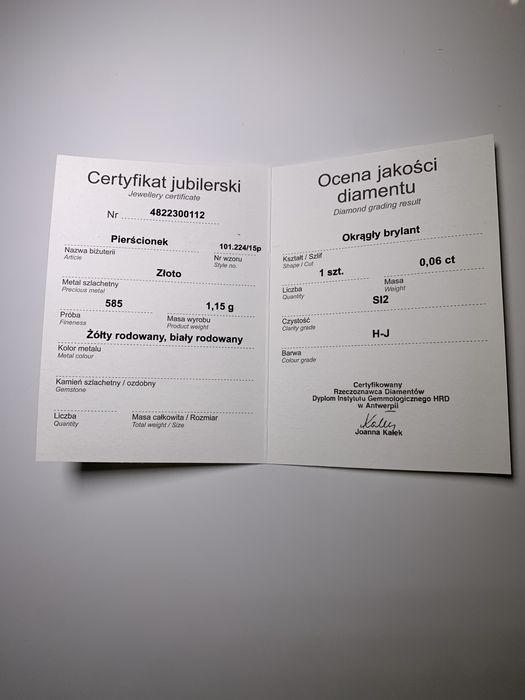 Certyfikat jubilerski
Jewellery certificate
Nr 4822300112
Pierścionek 101.224/15p
Nazwa biżuterii Nr wzoru
Article Style no.
Złoto
Metal szlachetny
Precious metal
585 1,15 g
Próba Masa wyrobu
Fineness Product weight
Żółty rodowany, biały rodowany
Kolor metalu
Metal colour
Kamień szlachetny / ozdobny
Gemstone
Liczba Masa całkowita / Rozmiar
Quantity Total weight / Size
Ocena jakości
diamentu
Diamond grading result
Okrągły brylant
Kształt / Szlif
Shape / Cut
1 szt. 0,06 ct
Liczba Masa
Quantity Weight
SI2
Czystość
Clarity grade
H-J
Barwa
Colour grade
Certyfikowany
Rzeczoznawca Diamentów
Dyplom Instytutu Gemmologicznego HRD
w Antwerpii
Joanna Kałek